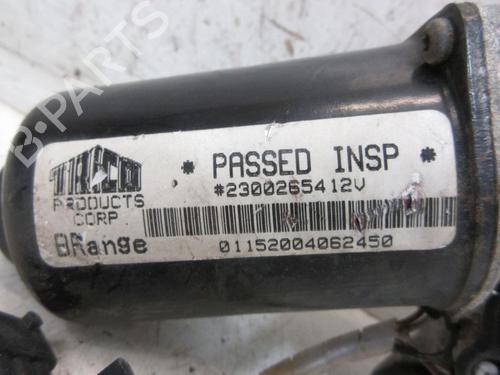 TRICO
PRODUCTS
CORP
BRange
* PASSED INSP *
#2300265412V
01152004062450
B-PARTS